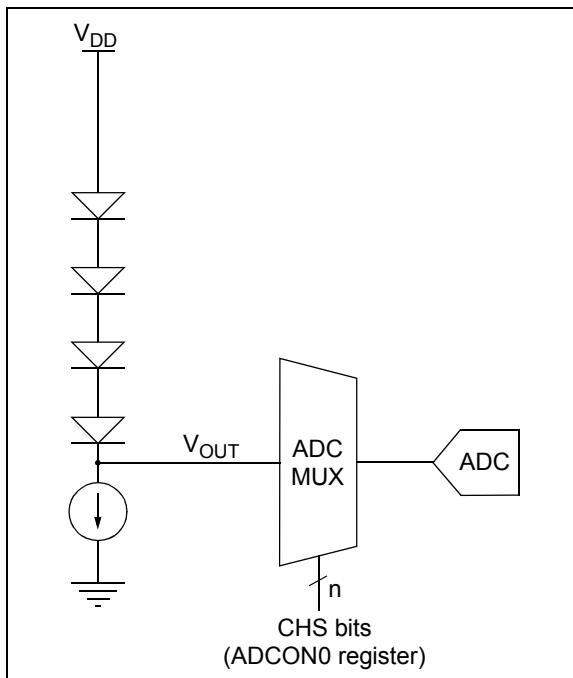 VDD
VOUT
ADC
MUX
ADC
n
CHS bits
(ADCON0 register)